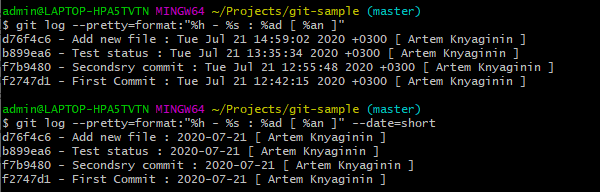 admin@LAPTOP-HPA5TVTN MINGW64 ~/Projects/git-sample (master)
$ git log --pretty=format:"%h - %s : %ad [ %an ]"
d76f4c6 - Add new file : Tue Jul 21 14:59:02 2020 +0300 [ Artem Knyaginin ]
b899ea6 - Test status : Tue Jul 21 13:35:34 2020 +0300 [ Artem Knyaginin ]
f7b9480 - Secondsry commit : Tue Jul 21 12:55:48 2020 +0300 [ Artem Knyaginin ]
f2747d1 - First Commit : Tue Jul 21 12:42:15 2020 +0300 [ Artem Knyaginin ]
admin@LAPTOP-HPA5TVTN MINGW64 ~/Projects/git-sample (master)
$ git log --pretty=format:"%h - %s : %ad [ %an ]" --date=short
d76f4c6 - Add new file : 2020-07-21 [ Artem Knyaginin ]
b899ea6 - Test status : 2020-07-21 [ Artem Knyaginin ]
f7b9480 - Secondsry commit : 2020-07-21 [ Artem Knyaginin ]
f2747d1 - First Commit : 2020-07-21 [ Artem Knyaginin ]